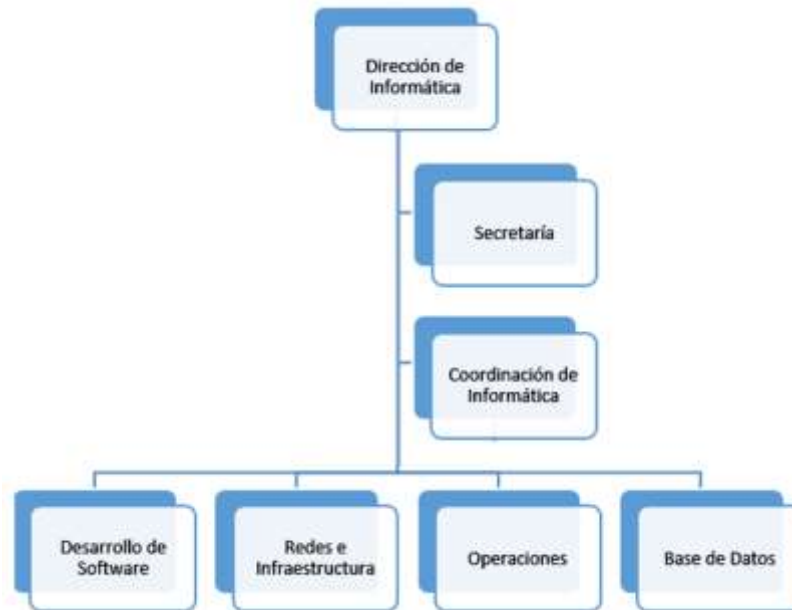 Dirección de
Informática
Secretaría
Coordinación de
Informática
Desarrollo de
Software
Redes e
Infraestructura
Operaciones
Base de Datos